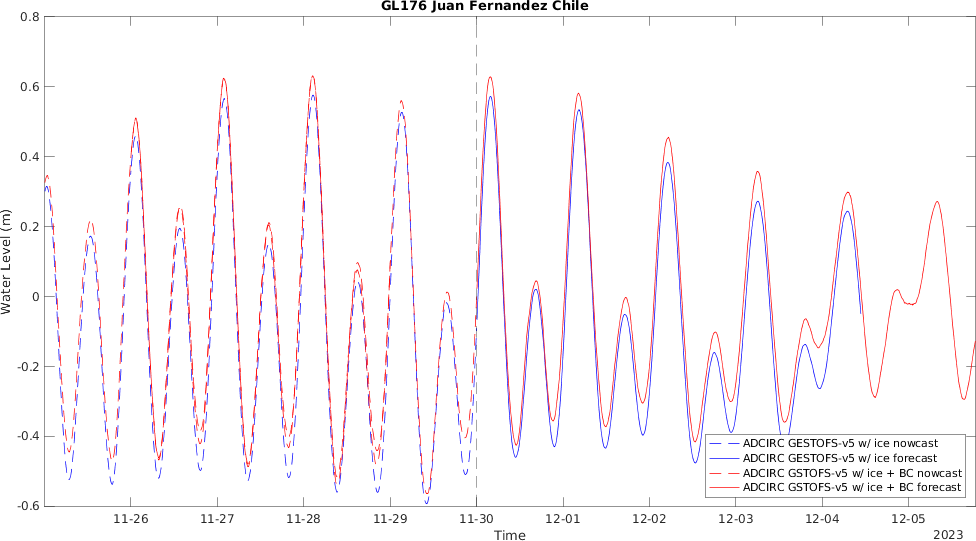 GL176 Juan Fernandez Chile
0.8
0.6
0.4
0.2
0
-0.2
-0.4
-0.6
Water Level (m)
11-26 11-27 11-28 11-29 11-30 12-01 12-02 12-03 12-04 12-05
Time
2023
ADCIRC GESTOFS-v5 w/ ice nowcast
ADCIRC GESTOFS-v5 w/ ice forecast
ADCIRC GSTOFS-v5 w/ ice + BC nowcast
ADCIRC GSTOFS-v5 w/ ice + BC forecast